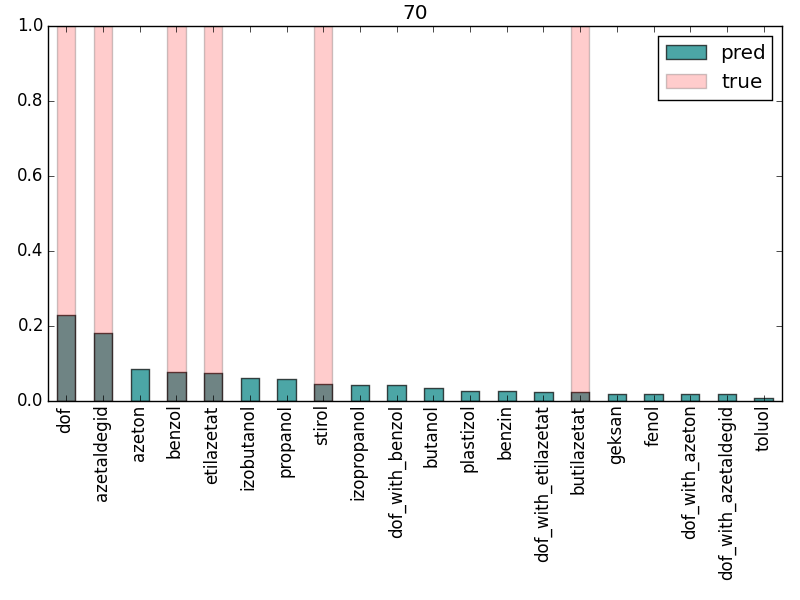 70
1.0
0.8
0.6
0.4
0.2
0.0
pred
true
dof
azetaldegid
azeton
benzol
etilazetat
izobutanol
propanol
stirol
izopropanol
dof_with_benzol
butanol
plastizol
benzin
dof_with_etilazetat
butilazetat
geksan
fenol
dof_with_azeton
dof_with_azetaldegid
toluol